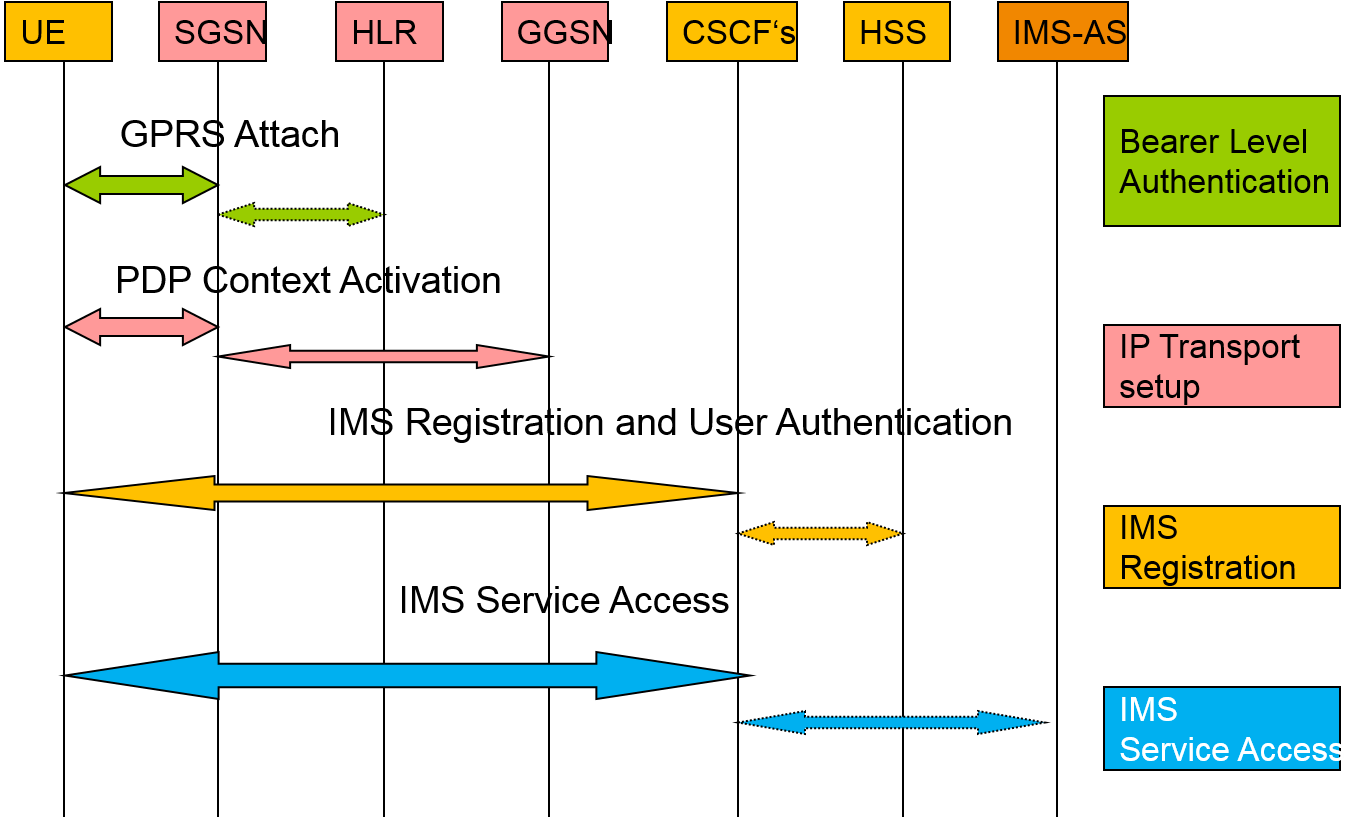 UE
SGSN
HLR
GGSN
CSCF‘s
HSS
IMS-AS
GPRS Attach
Bearer Level
Authentication
PDP Context Activation
IP Transport
setup
IMS Registration and User Authentication
IMS
Registration
IMS Service Access
IMS
Service Access